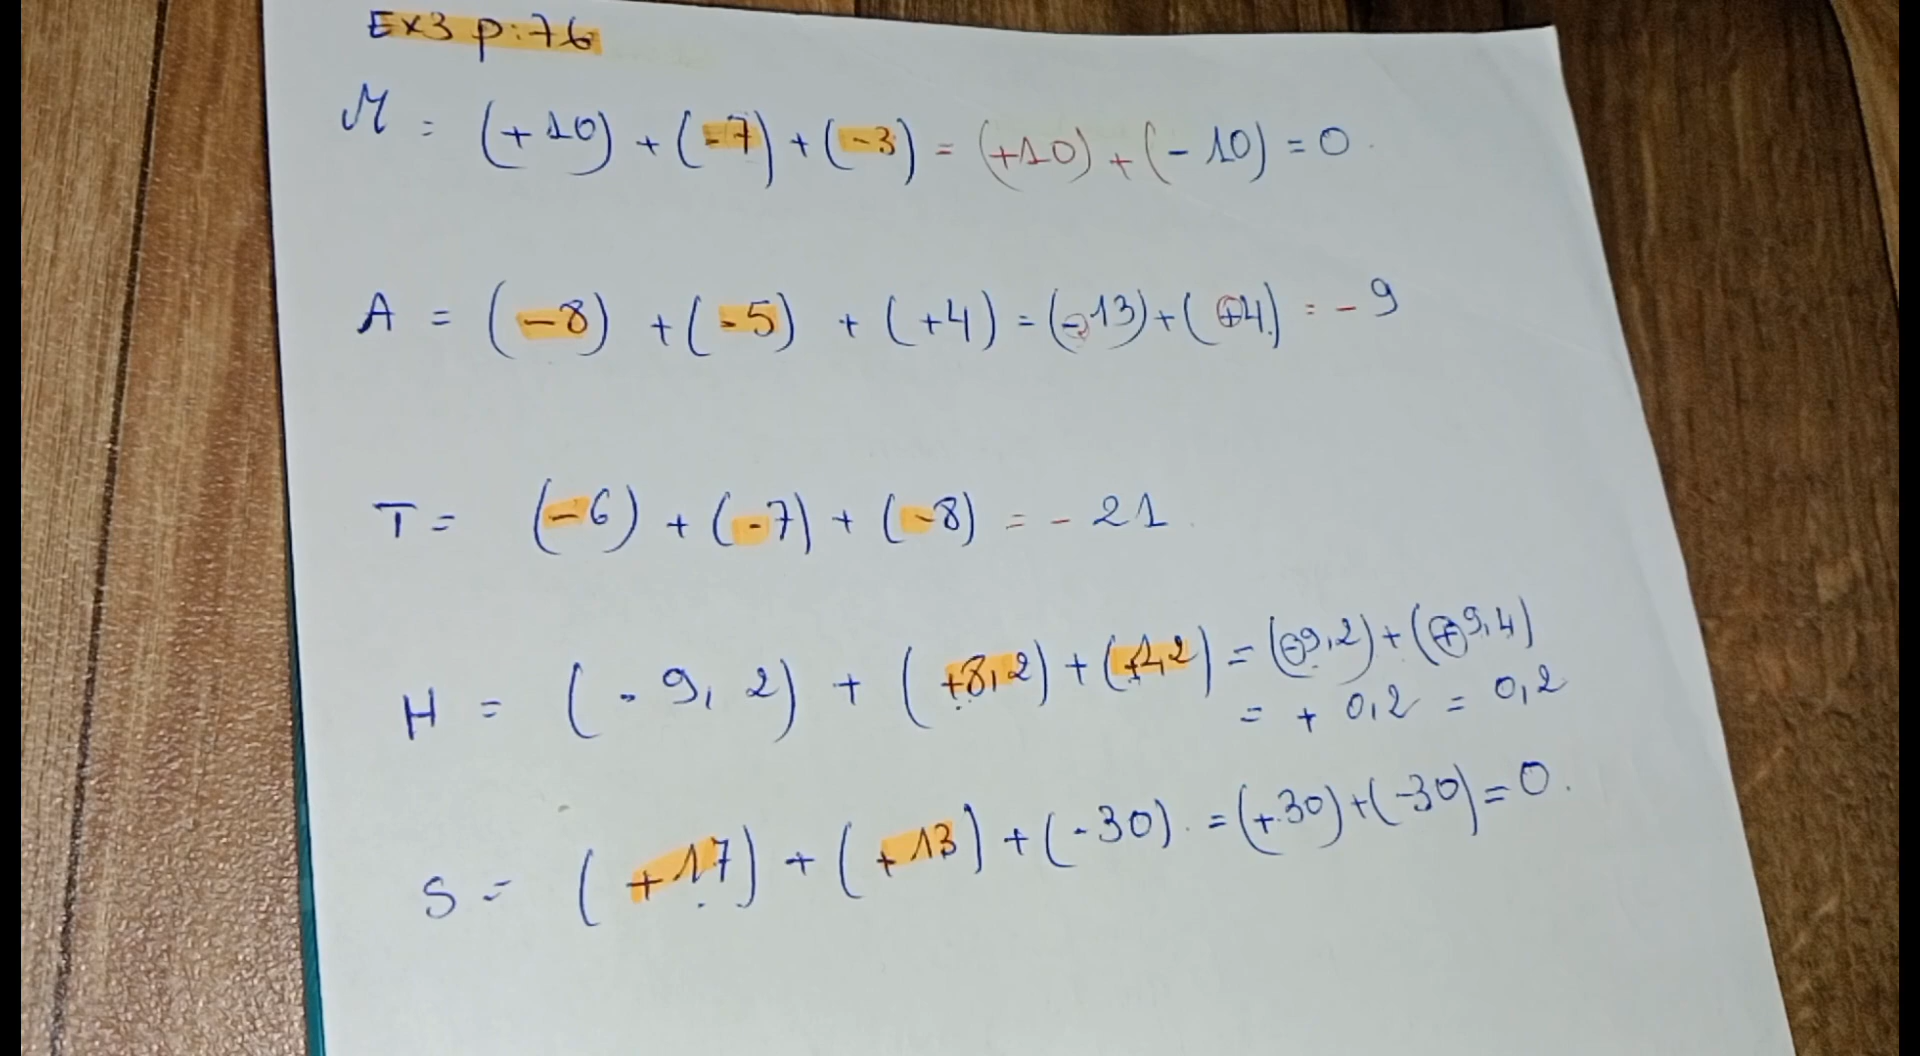 Ex3 p:76
M = (+10) + (-7) + (-3) = (+10) + (-10) = 0.
A = (-8) + (-5) + (+4) = (-13) + (+4) = -9
T = (-6) + (-7) + (-8) = -21
H = (-9,2) + (+8,2) + (+1,2) = (-9,2) + (+9,4)
= +0,2 = 0,2
S = (+17) + (+13) + (-30) = (+30) + (-30) = 0.